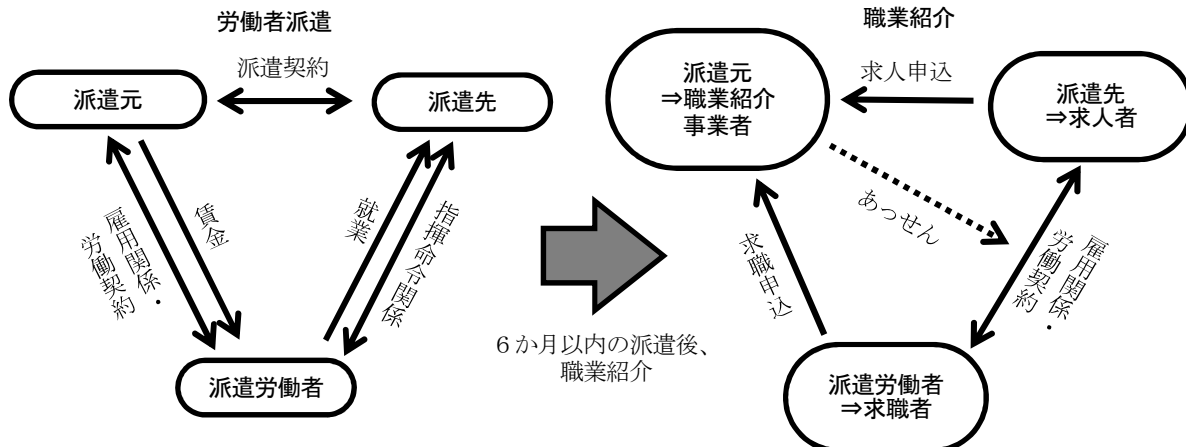 労働者派遣
派遣契約
派遣元
派遣先
雇用関係・
労働契約
賃金
就業
指揮命令関係
派遣労働者
６か月以内の派遣後、
職業紹介
職業紹介
派遣元
⇒職業紹介
事業者
求人申込
派遣先
⇒求人者
あっせん
求職申込
雇用関係・
労働契約
派遣労働者
⇒求職者